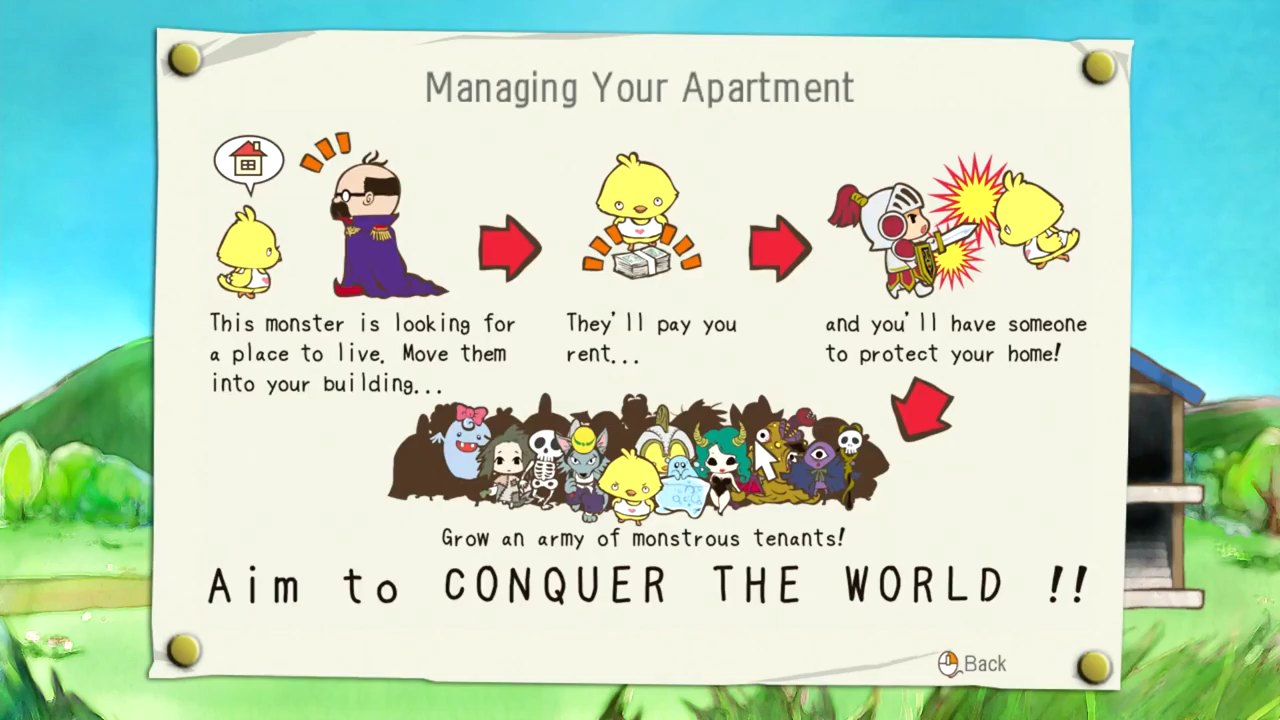 Managing Your Apartment
This monster is looking for
a place to live. Move them
into your building...
They'll pay you
rent...
and you'll have someone
to protect your home!
Grow an army of monstrous tenants!
Aim to CONQUER THE WORLD !!
Back